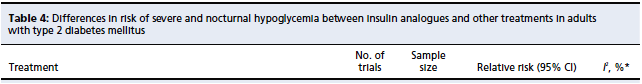 Table 4: Differences in risk of severe and nocturnal hypoglycemia between insulin analogues and other treatments in adults
with type 2 diabetes mellitus
No. of Sample
Treatment trials size Relative risk (95% CI) I², %*